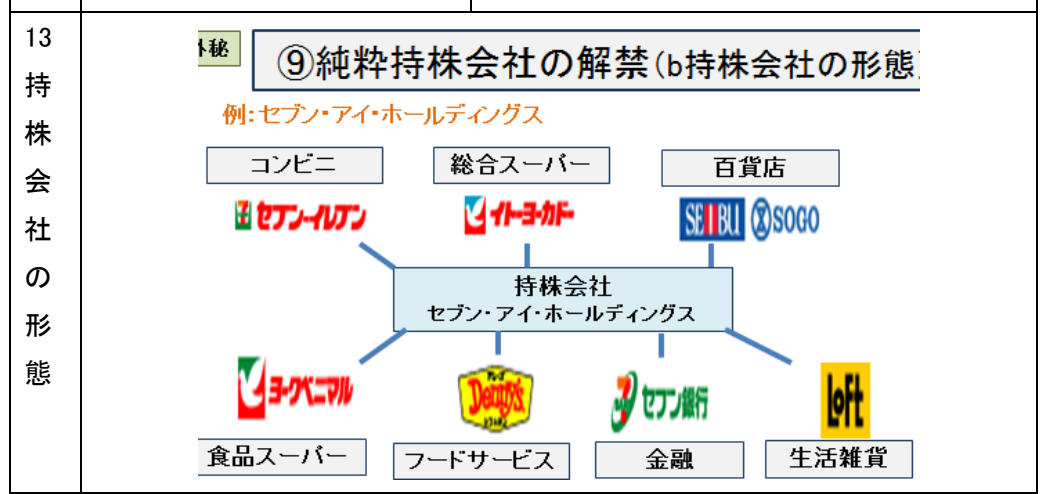 13
持株会社の形態
外秘
⑨純粋持株会社の解禁(b持株会社の形態)
例:セブン・アイ・ホールディングス
コンビニ
総合スーパー
百貨店
セブン-イレブン
イトーヨーカドー
SEIBU SOGO
持株会社
セブン・アイ・ホールディングス
ヨークベニマル
Denny's
セブン銀行
LoFt
食品スーパー
フードサービス
金融
生活雑貨